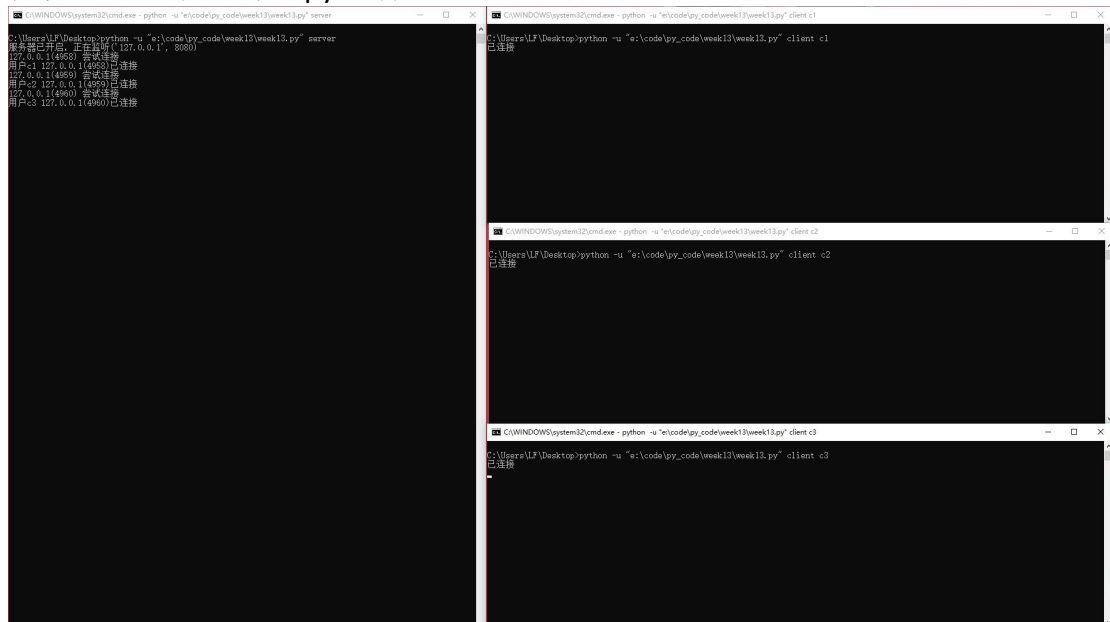 py
C:\WINDOWS\system32\cmd.exe - python -u "e:\code\py_code\week13\week13.py" server
C:\Users\LF\Desktop>python -u "e:\code\py_code\week13\week13.py" server
服务器已开启，正在监听('127.0.0.1', 8080)
127.0.0.1(4958) 尝试连接
用户c1 127.0.0.1(4958)已连接
127.0.0.1(4959) 尝试连接
用户c2 127.0.0.1(4959)已连接
127.0.0.1(4960) 尝试连接
用户c3 127.0.0.1(4960)已连接
C:\WINDOWS\system32\cmd.exe - python -u "e:\code\py_code\week13\week13.py" client c1
C:\Users\LF\Desktop>python -u "e:\code\py_code\week13\week13.py" client c1
已连接
C:\WINDOWS\system32\cmd.exe - python -u "e:\code\py_code\week13\week13.py" client c2
C:\Users\LF\Desktop>python -u "e:\code\py_code\week13\week13.py" client c2
已连接
C:\WINDOWS\system32\cmd.exe - python -u "e:\code\py_code\week13\week13.py" client c3
C:\Users\LF\Desktop>python -u "e:\code\py_code\week13\week13.py" client c3
已连接